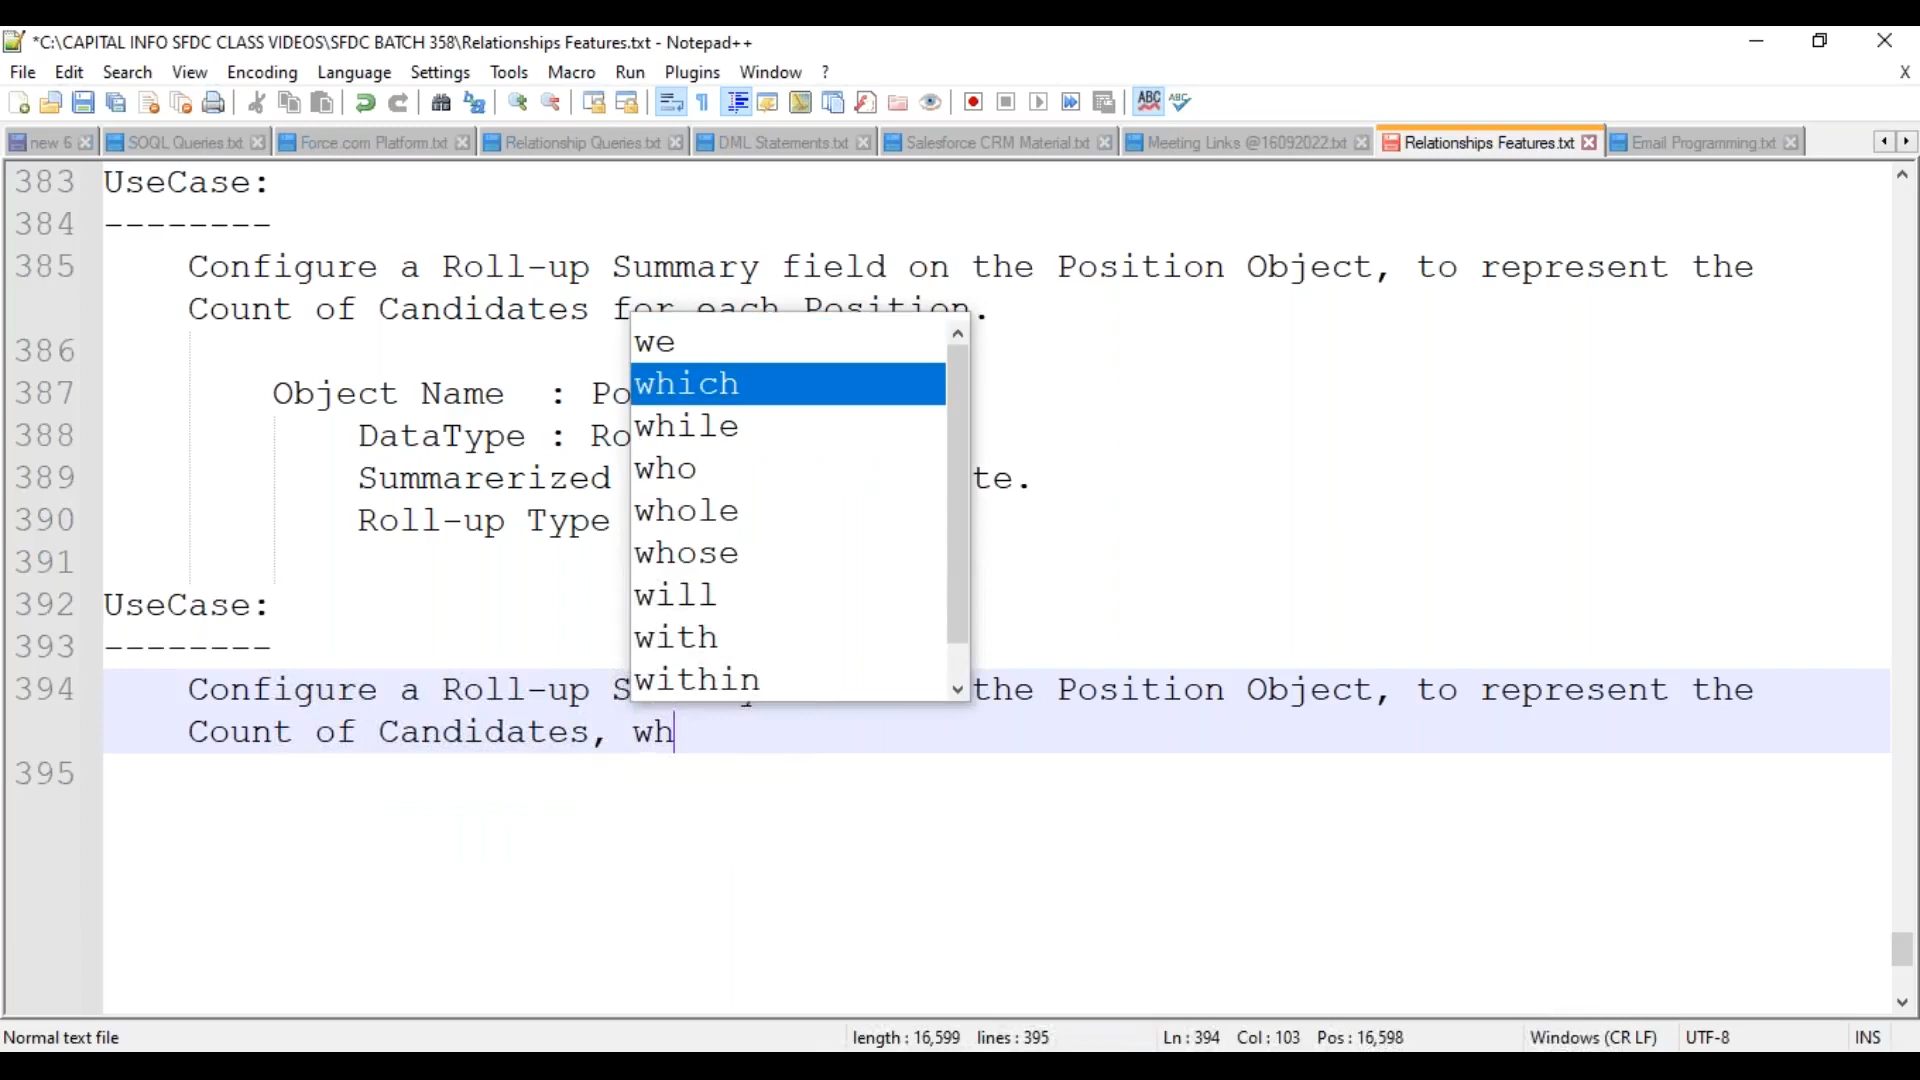 *C:\CAPITAL INFO SFDC CLASS VIDEOS\SFDC BATCH 358\Relationships Features.txt - Notepad++
File Edit Search View Encoding Language Settings Tools Macro Run Plugins Window ? X
new 6 SOQL Queries.txt Force.com Platform.txt Relationship Queries.txt DML Statements.txt Salesforce CRM Material.txt Meeting Links @16092022.txt Relationships Features.txt Email Programming.txt
383 UseCase:
384 --------
385 Configure a Roll-up Summary field on the Position Object, to represent the
Count of Candidates for each Position.
386
387 Object Name : Po
388 DataType : Ro
389 Summarerized te.
390 Roll-up Type
391
392 UseCase:
393 --------
394 Configure a Roll-up S the Position Object, to represent the
Count of Candidates, wh
395
we
which
while
who
whole
whose
will
with
within
Normal text file length : 16,599 lines : 395 Ln : 394 Col : 103 Pos : 16,598 Windows (CR LF) UTF-8 INS